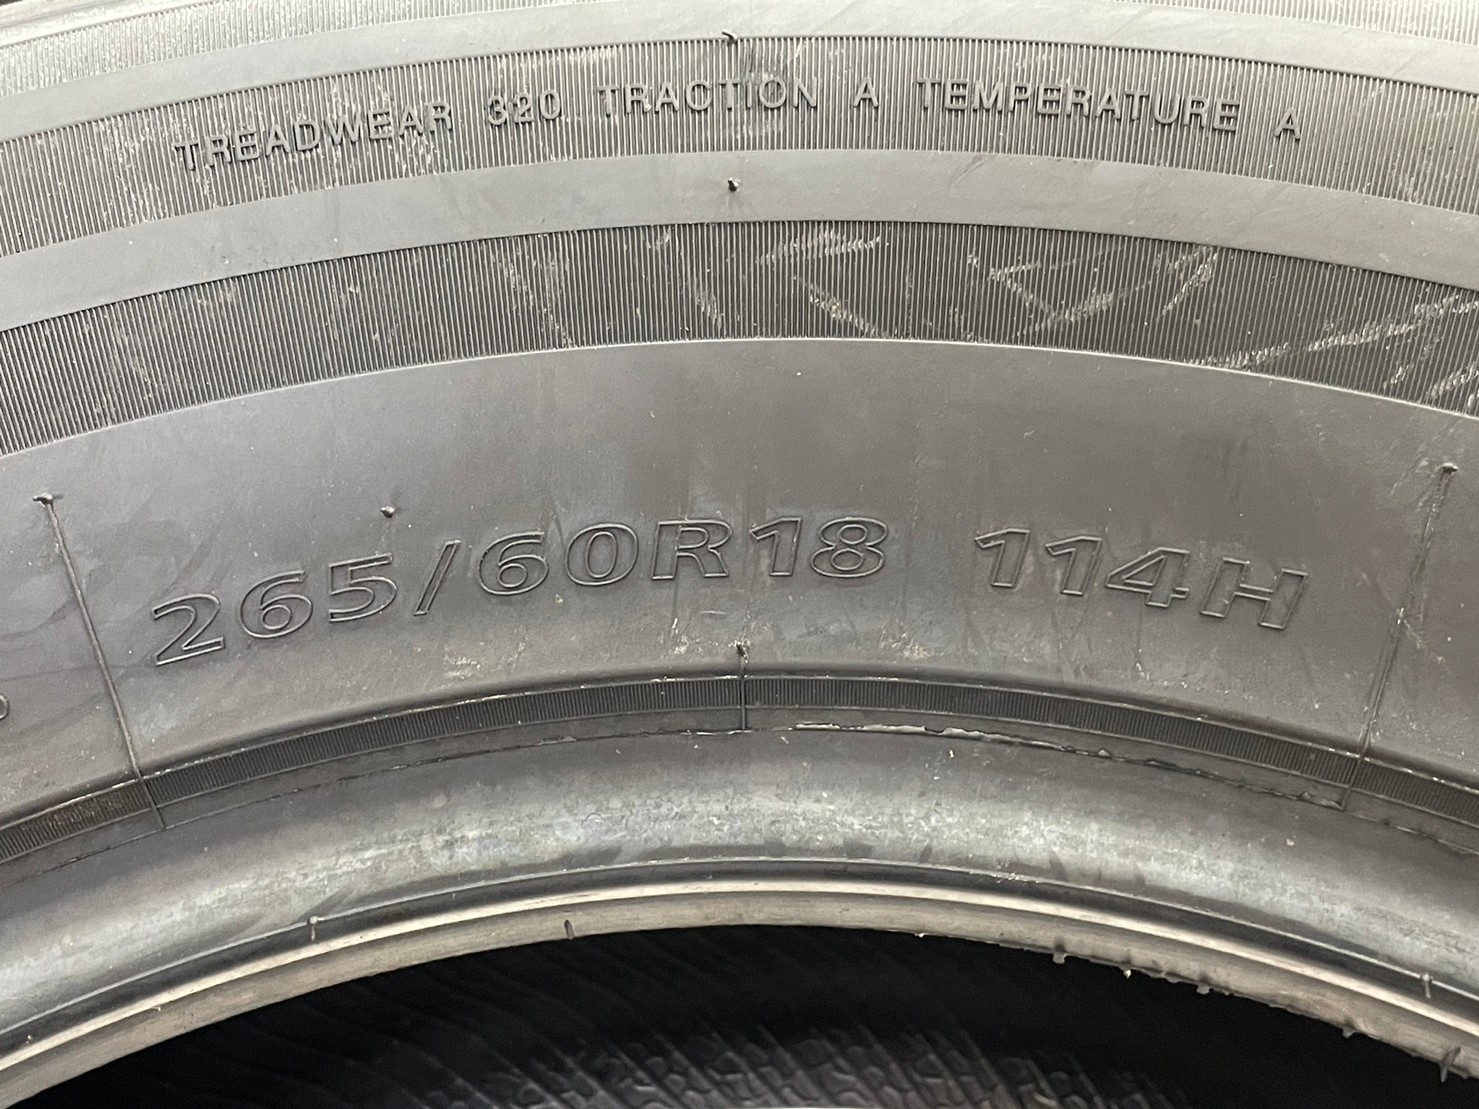 TREADWEAR 320 TRACTION A TEMPERATURE A
265/60R18 114H